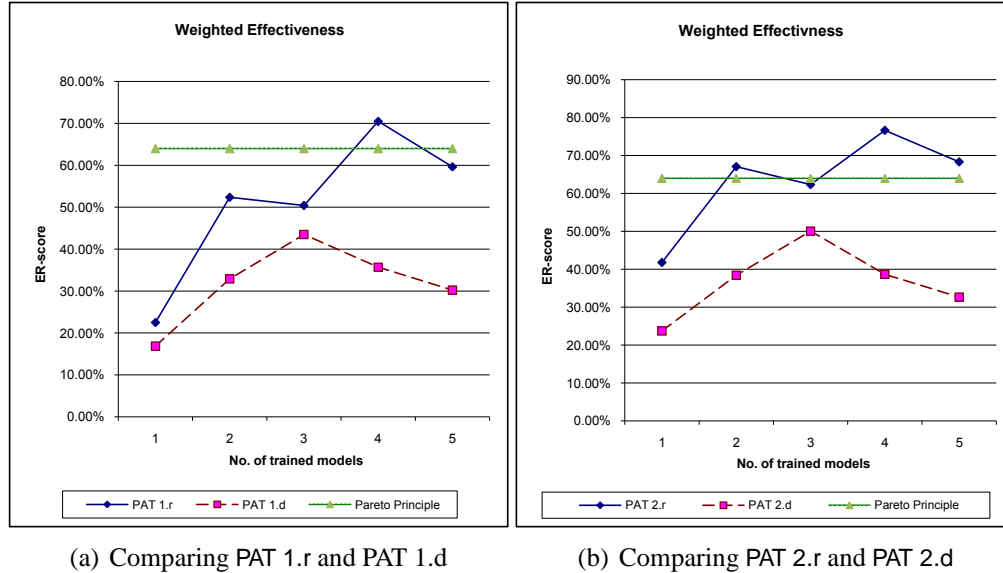 Weighted Effectiveness
80.00%
70.00%
60.00%
50.00%
40.00%
30.00%
20.00%
10.00%
0.00%
ER-score
1 2 3 4 5
No. of trained models
PAT 1.r PAT 1.d Pareto Principle
(a) Comparing PAT 1.r and PAT 1.d
Weighted Effectivness
90.00%
80.00%
70.00%
60.00%
50.00%
40.00%
30.00%
20.00%
10.00%
0.00%
ER-score
1 2 3 4 5
No. of trained models
PAT 2.r PAT 2.d Pareto Principle
(b) Comparing PAT 2.r and PAT 2.d